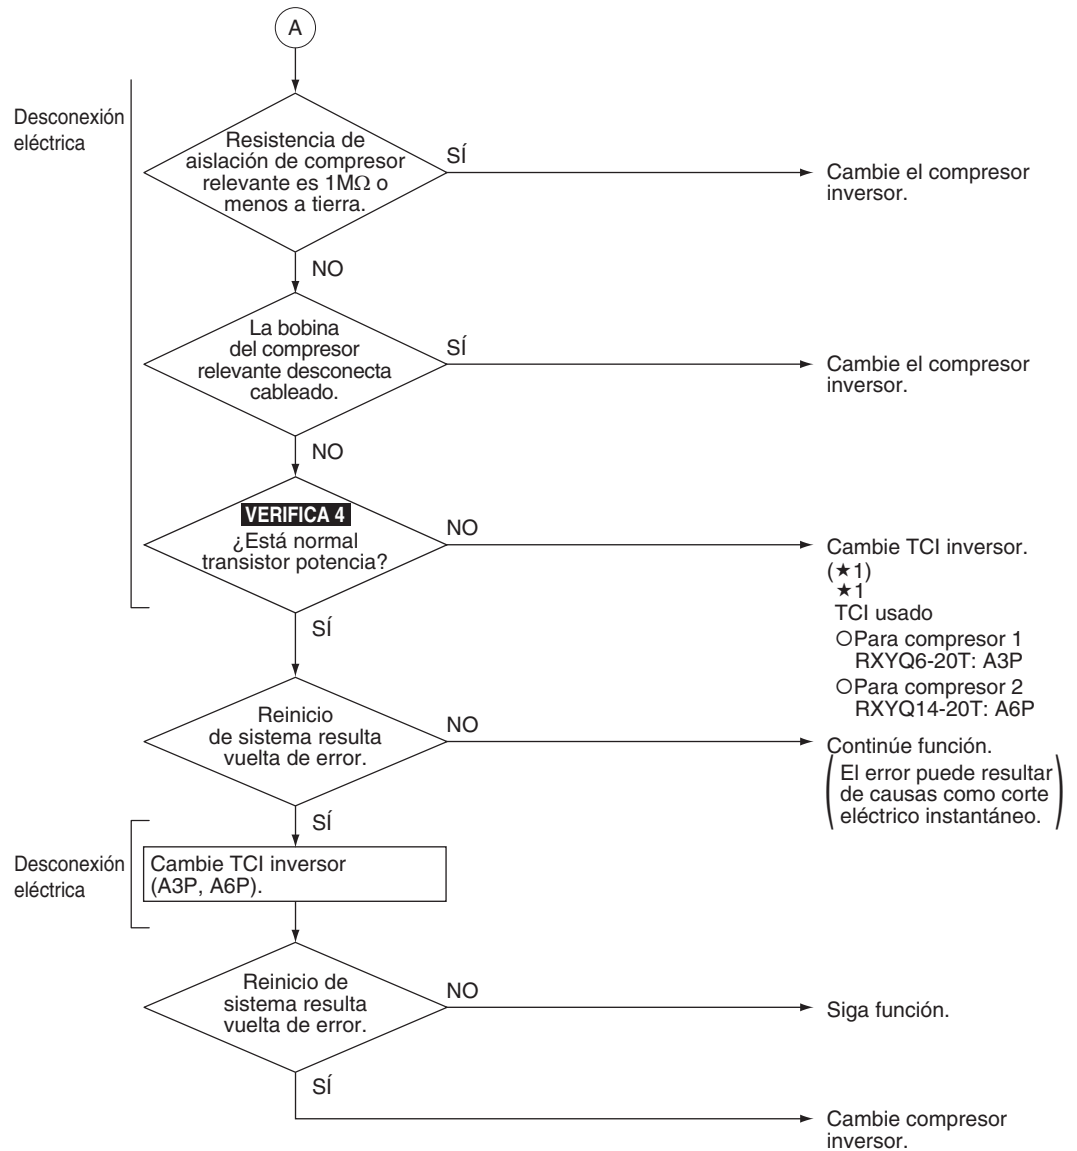 A
Desconexión
eléctrica
Resistencia de
aislación de compresor
relevante es 1MΩ o
menos a tierra.
SÍ
Cambie el compresor
inversor.
NO
La bobina
del compresor
relevante desconecta
cableado.
SÍ
Cambie el compresor
inversor.
NO
VERIFICA 4
¿Está normal
transistor potencia?
NO
Cambie TCI inversor.
(★1)
★1
TCI usado
○Para compresor 1
RXYQ6-20T: A3P
○Para compresor 2
RXYQ14-20T: A6P
SÍ
Reinicio
de sistema resulta
vuelta de error.
NO
Continúe función.
(El error puede resultar
de causas como corte
eléctrico instantáneo.)
SÍ
Desconexión
eléctrica
Cambie TCI inversor
(A3P, A6P).
Reinicio de
sistema resulta
vuelta de error.
NO
Siga función.
SÍ
Cambie compresor
inversor.